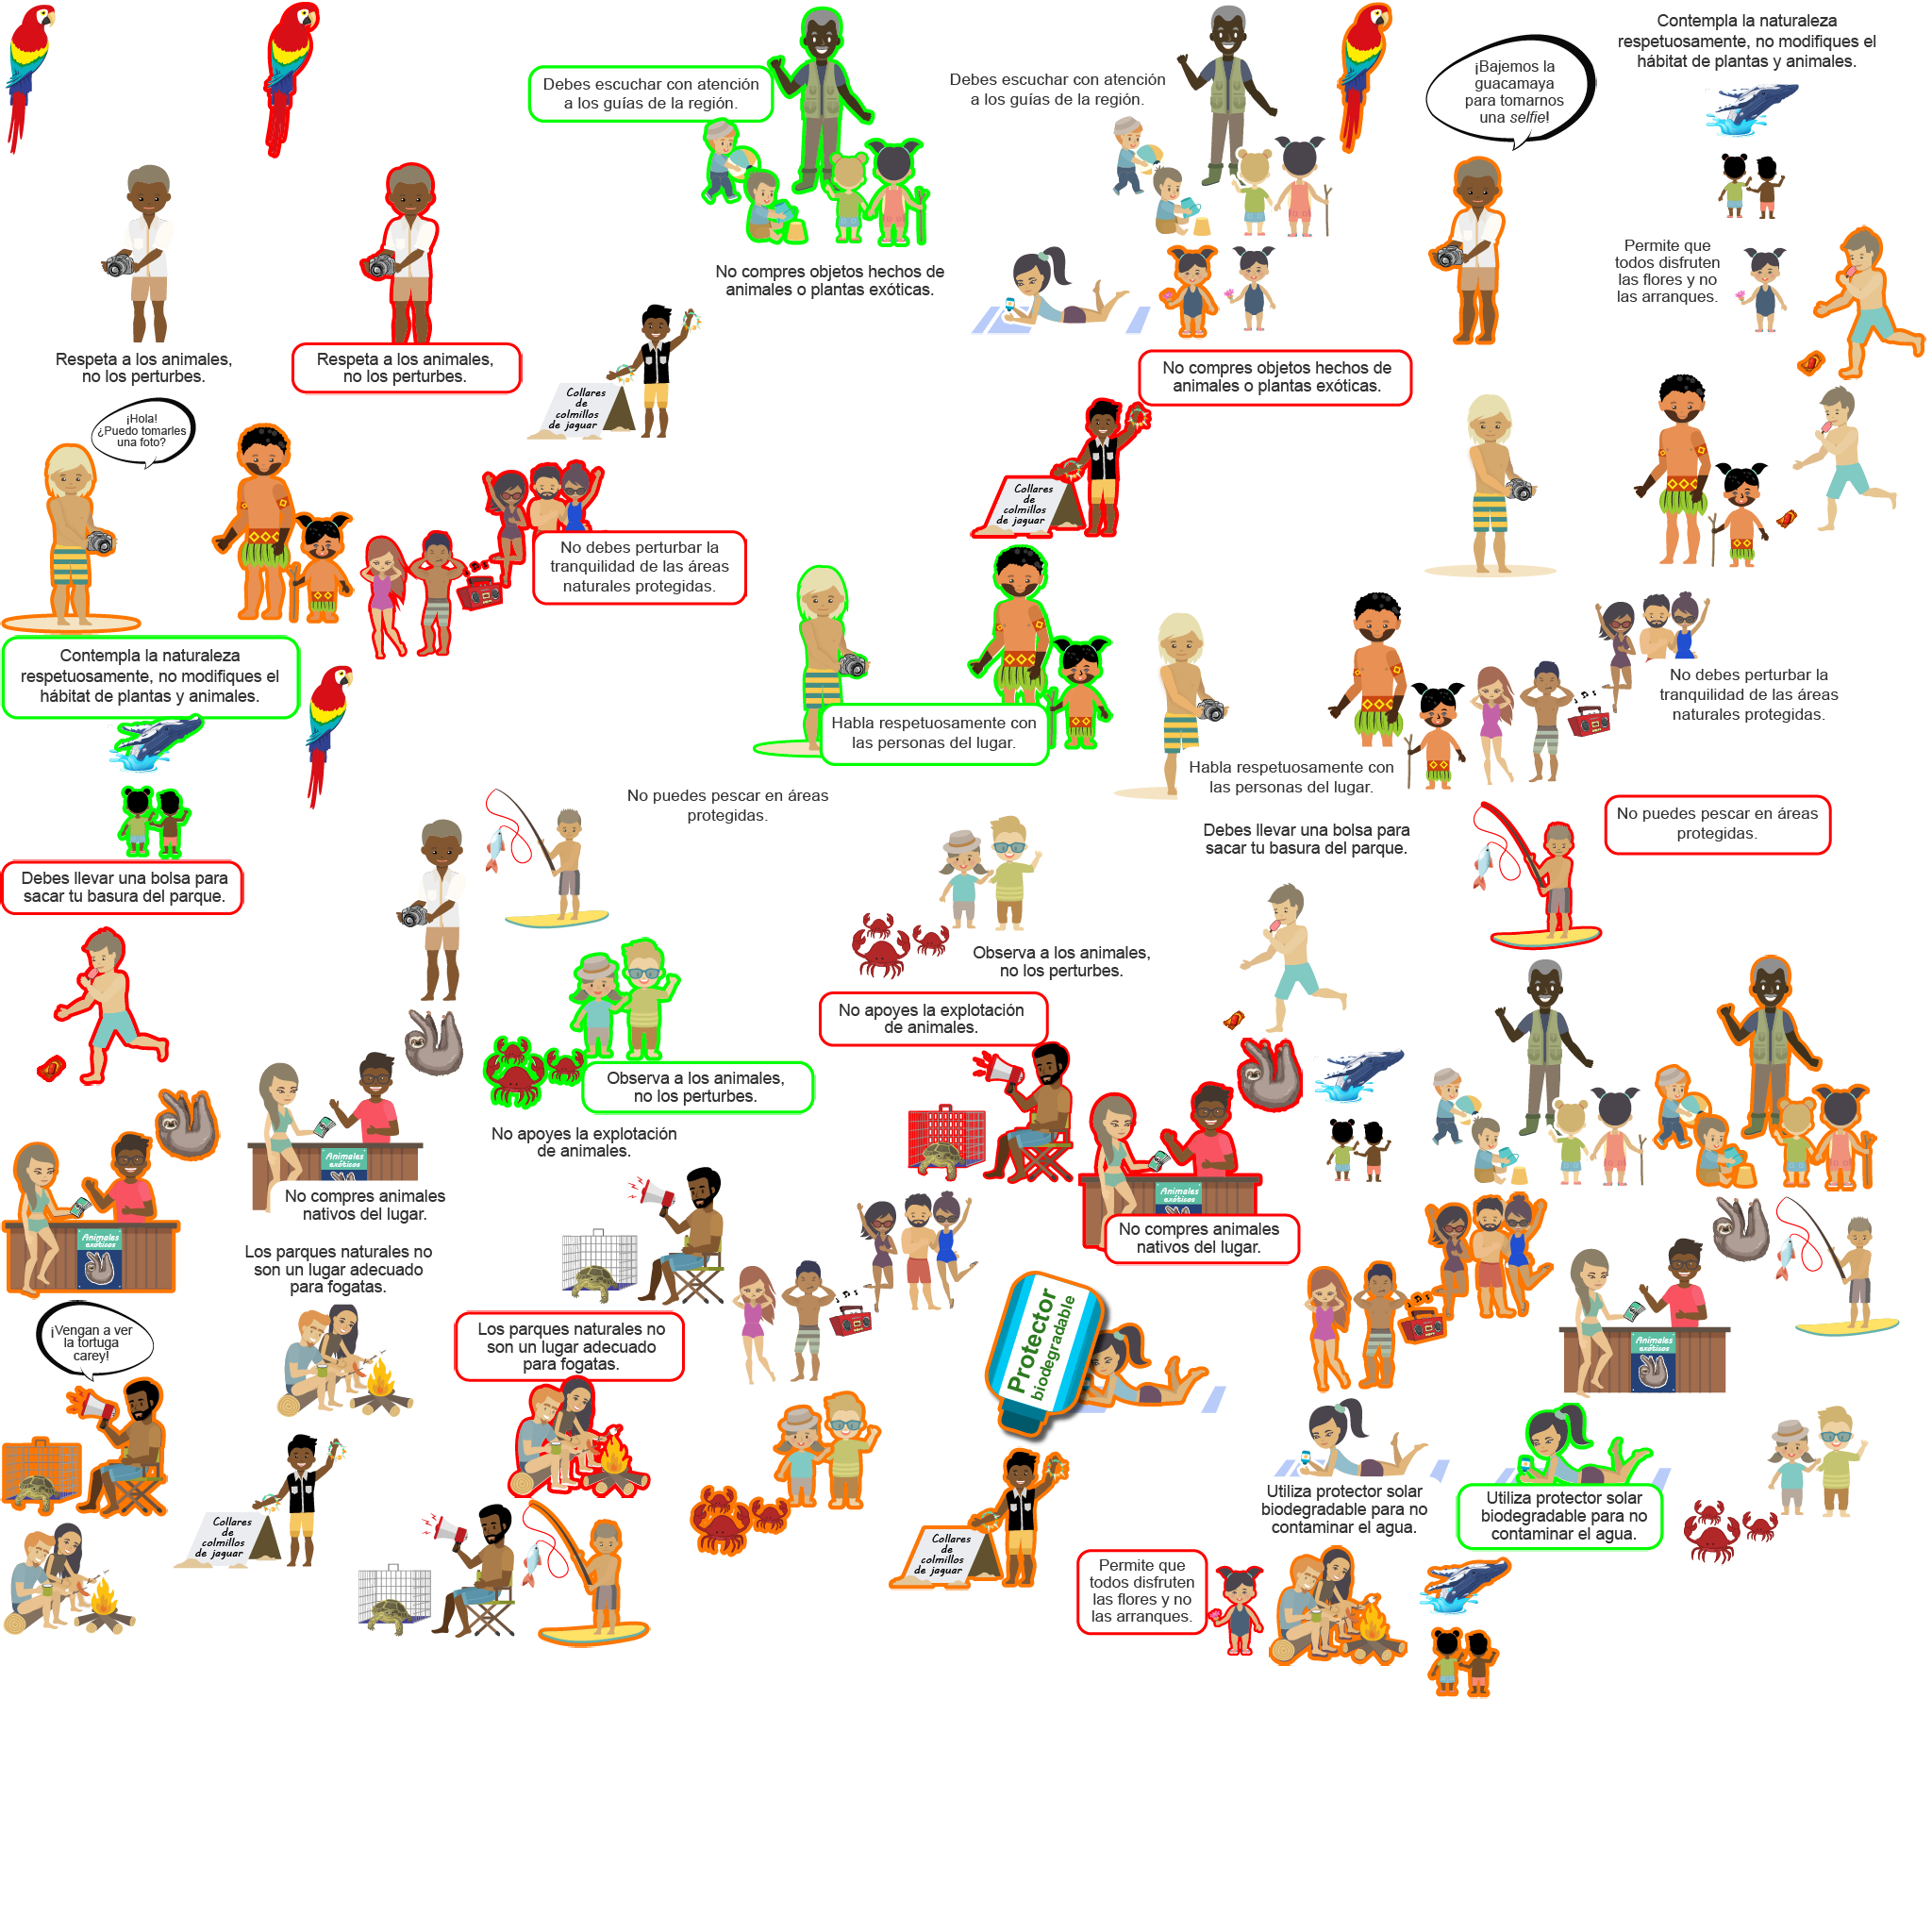 Contempla la naturaleza
respetuosamente, no modifiques el
hábitat de plantas y animales.
¡Bajemos la
guacamaya
para tomarnos
una selfie!
Debes escuchar con atención
a los guías de la región.
Debes escuchar con atención
a los guías de la región.
Permite que
todos disfruten
las flores y no
las arranques.
No compres objetos hechos de
animales o plantas exóticas.
Respeta a los animales,
no los perturbes.
Respeta a los animales,
no los perturbes.
No compres objetos hechos de
animales o plantas exóticas.
Collares
de
colmillos
de jaguar
¡Hola!
¿Puedo tomarles
una foto?
Collares
de
colmillos
de jaguar
No debes perturbar la
tranquilidad de las áreas
naturales protegidas.
Contempla la naturaleza
respetuosamente, no modifiques el
hábitat de plantas y animales.
Habla respetuosamente con
las personas del lugar.
No debes perturbar la
tranquilidad de las áreas
naturales protegidas.
Habla respetuosamente con
las personas del lugar.
No puedes pescar en áreas
protegidas.
No puedes pescar en áreas
protegidas.
Debes llevar una bolsa para
sacar tu basura del parque.
Debes llevar una bolsa para
sacar tu basura del parque.
Observa a los animales,
no los perturbes.
No apoyes la explotación
de animales.
Observa a los animales,
no los perturbes.
No apoyes la explotación
de animales.
Animales
exóticos
No compres animales
nativos del lugar.
Animales
exóticos
No compres animales
nativos del lugar.
Animales
exóticos
Los parques naturales no
son un lugar adecuado
para fogatas.
¡Vengan a ver
la tortuga
carey!
Los parques naturales no
son un lugar adecuado
para fogatas.
Protector
biodegradable
Animales
exóticos
Utiliza protector solar
biodegradable para no
contaminar el agua.
Utiliza protector solar
biodegradable para no
contaminar el agua.
Collares
de
colmillos
de jaguar
Collares
de
colmillos
de jaguar
Permite que
todos disfruten
las flores y no
las arranques.